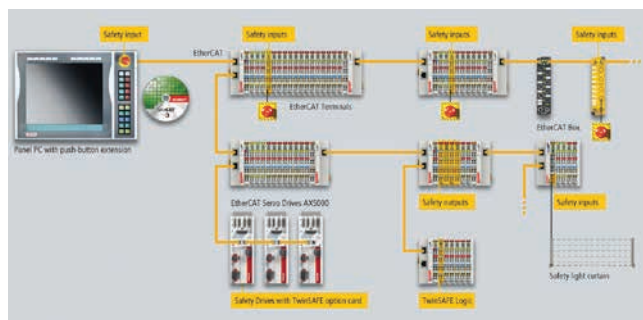 Safety input
Safety inputs
Safety inputs
Safety inputs
EtherCAT
EtherCAT Terminals
EtherCAT Box
Panel PC with push-button extension
EtherCAT Servo Drives AX5000
Safety outputs
Safety inputs
Safety light curtain
Safety Drives with TwinSAFE option card
TwinSAFE Logic